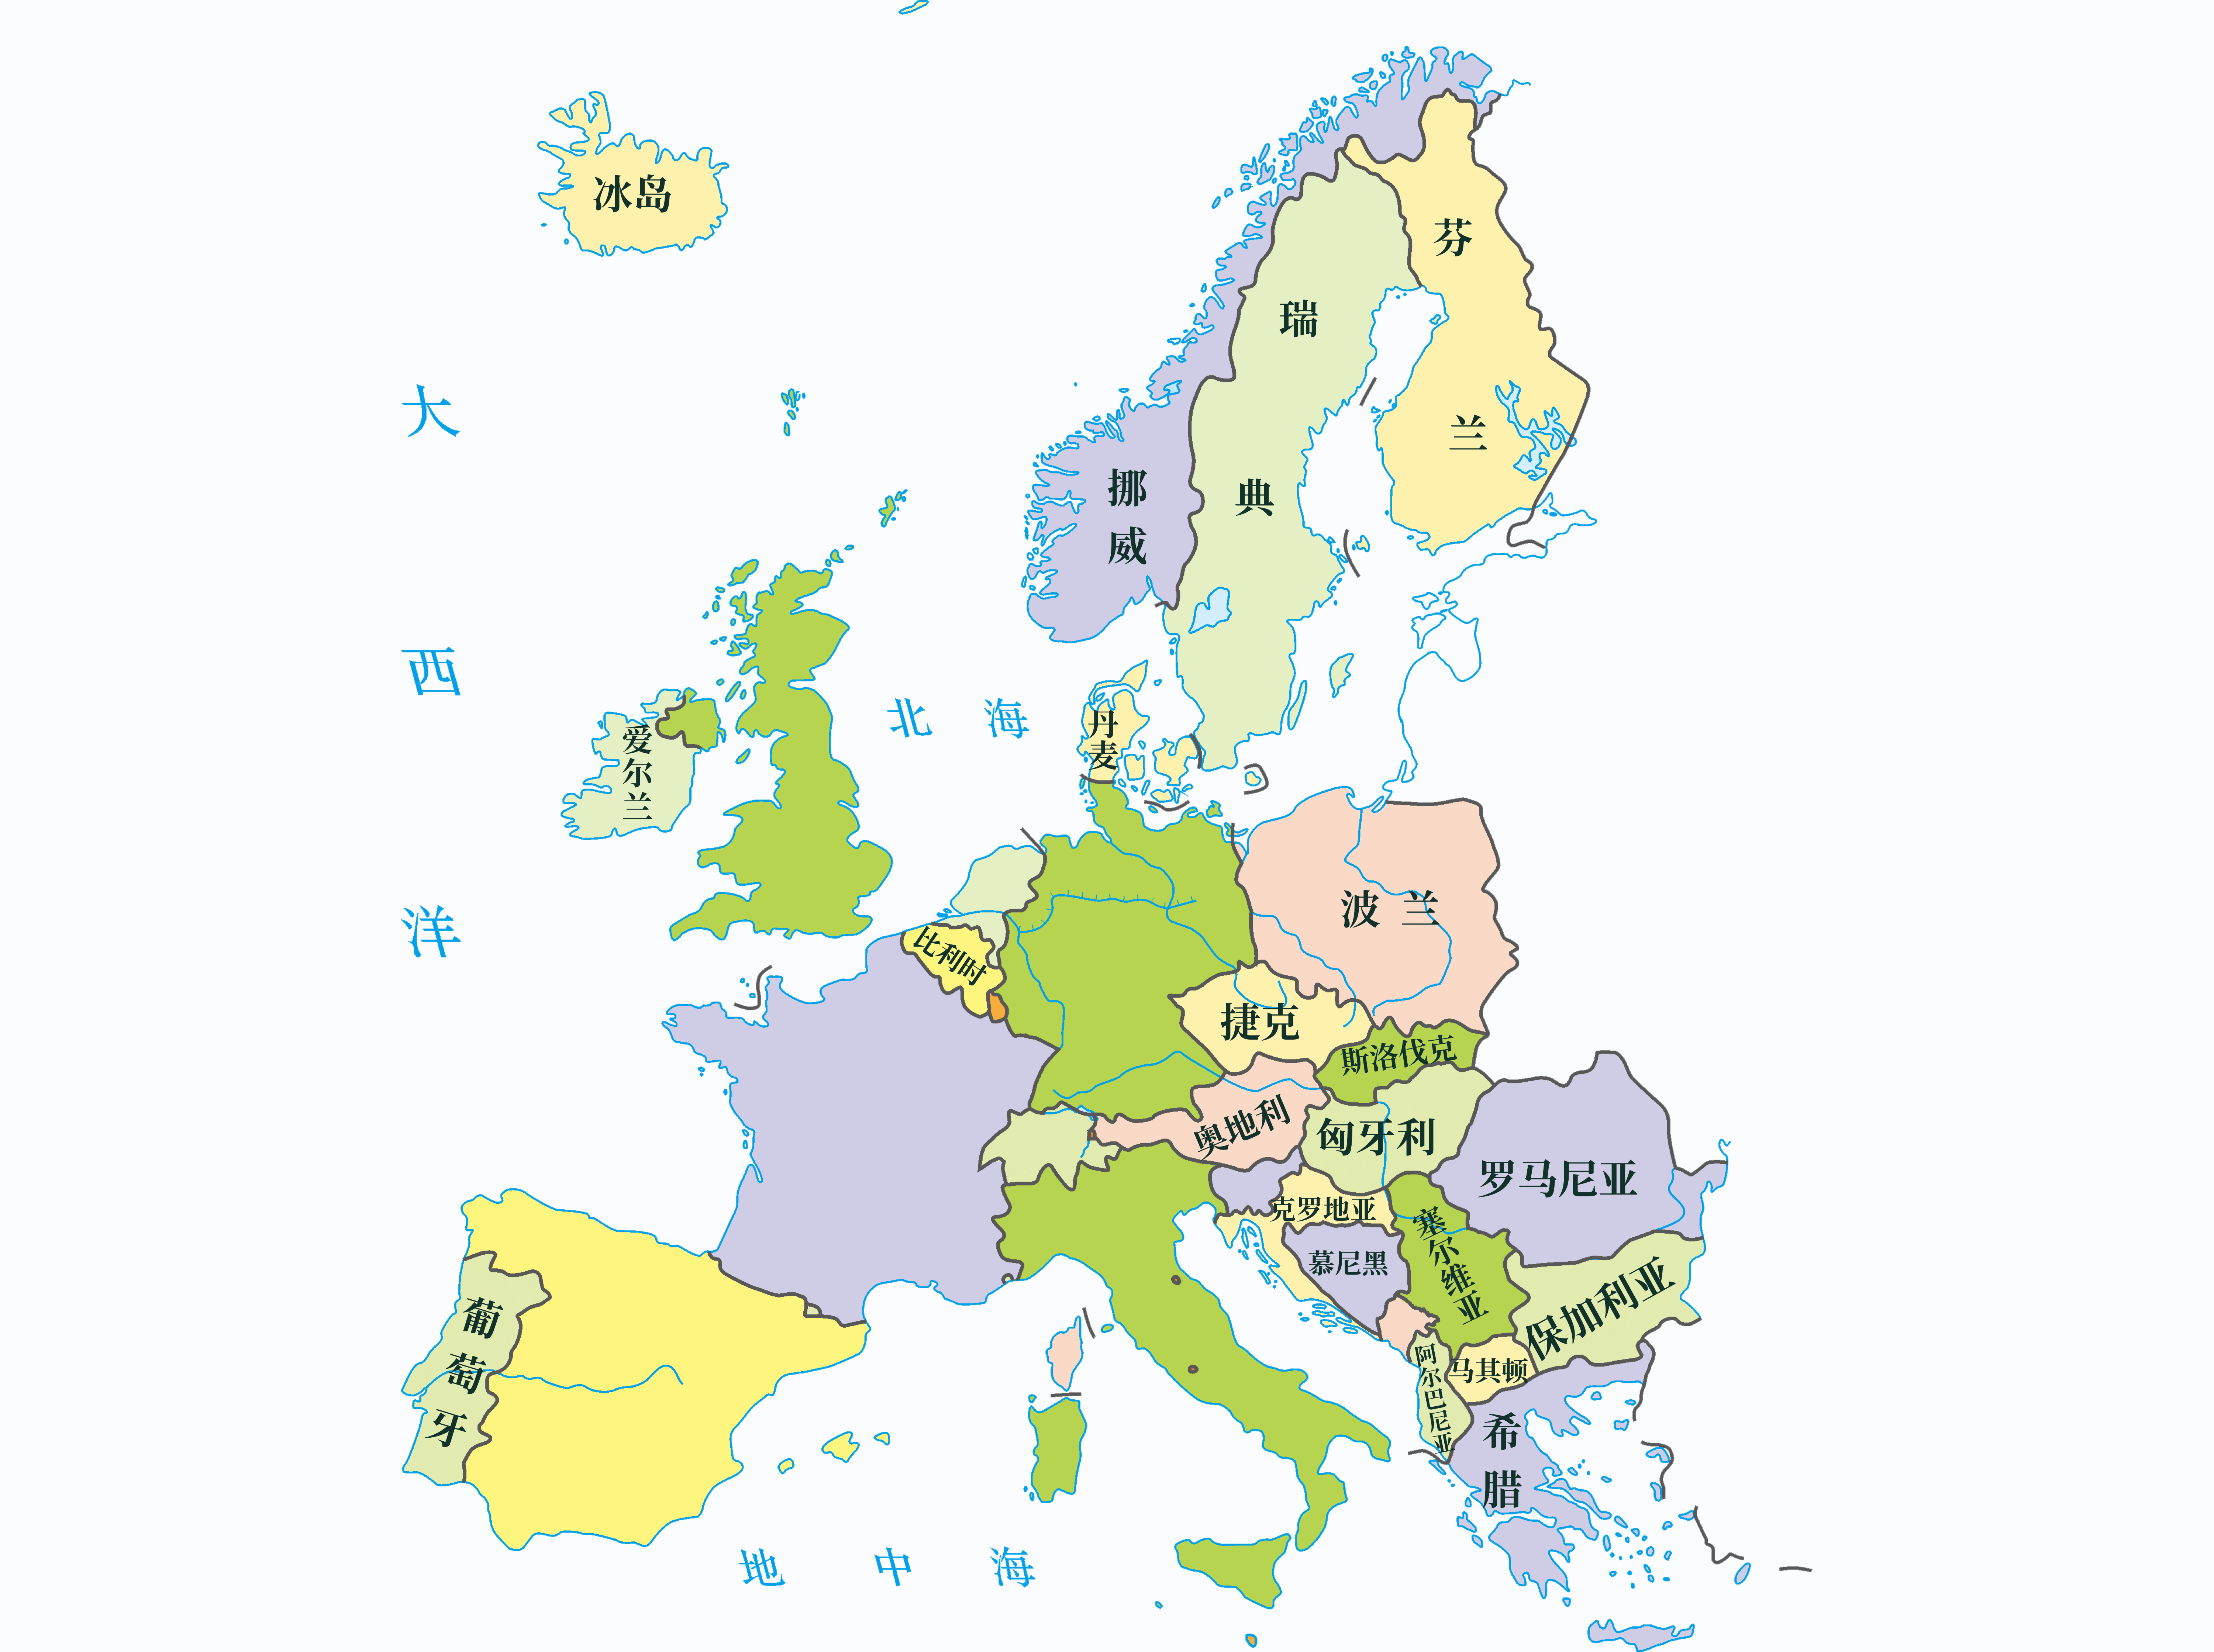 冰岛
芬兰
瑞典
挪威
大西洋
北海
丹麦
爱尔兰
波兰
比利时
捷克
斯洛伐克
奥地利
匈牙利
罗马尼亚
克罗地亚
塞尔维亚
慕尼黑
保加利亚
葡萄牙
阿尔巴尼亚
马其顿
希腊
地中海